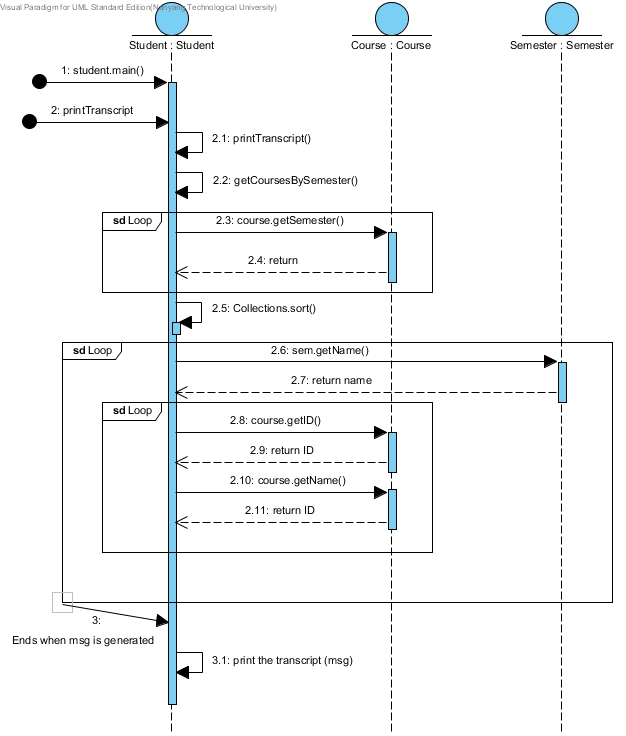 Visual Paradigm for UML Standard Edition(Nanyang Technological University)
Student : Student
Course : Course
Semester : Semester
1: student.main()
2: printTranscript
2.1: printTranscript()
2.2: getCoursesBySemester()
sd Loop
2.3: course.getSemester()
2.4: return
2.5: Collections.sort()
sd Loop
2.6: sem.getName()
2.7: return name
sd Loop
2.8: course.getID()
2.9: return ID
2.10: course.getName()
2.11: return ID
3:
Ends when msg is generated
3.1: print the transcript (msg)